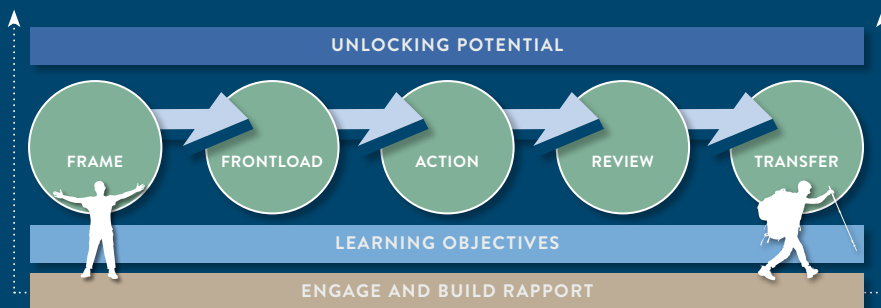 UNLOCKING POTENTIAL
FRAME
FRONTLOAD
ACTION
REVIEW
TRANSFER
LEARNING OBJECTIVES
ENGAGE AND BUILD RAPPORT